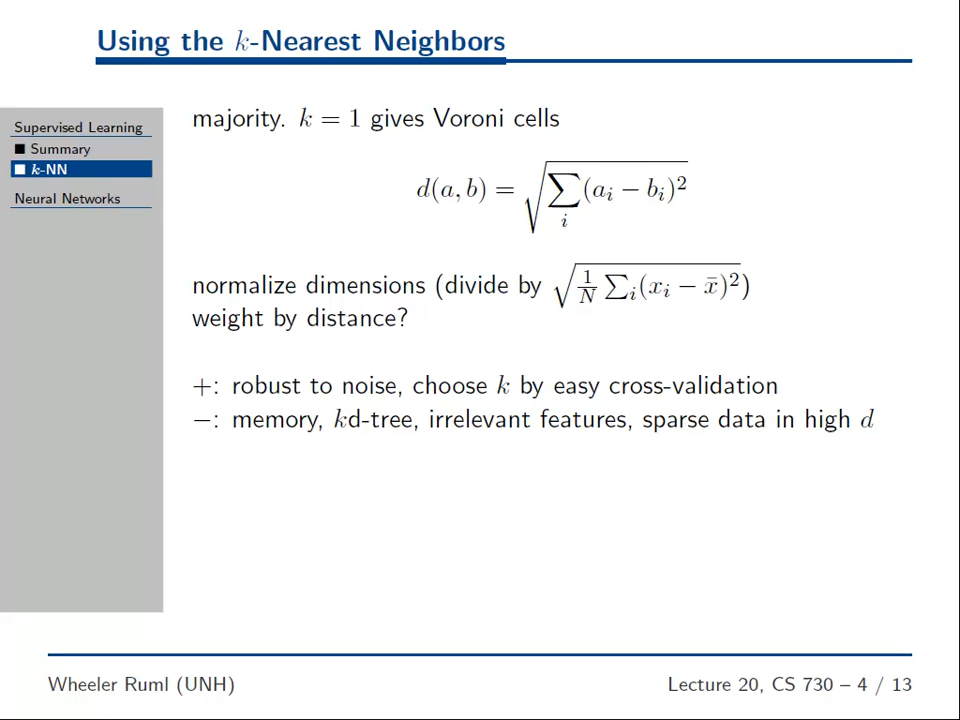 Using the k-Nearest Neighbors
Supervised Learning
■ Summary
■ k-NN
Neural Networks
majority. k = 1 gives Voroni cells
d(a, b) = √∑_i (a_i − b_i)²
normalize dimensions (divide by √(1/N ∑_i (x_i − x̄)²))
weight by distance?
+: robust to noise, choose k by easy cross-validation
−: memory, kd-tree, irrelevant features, sparse data in high d
Wheeler Ruml (UNH)
Lecture 20, CS 730 – 4 / 13